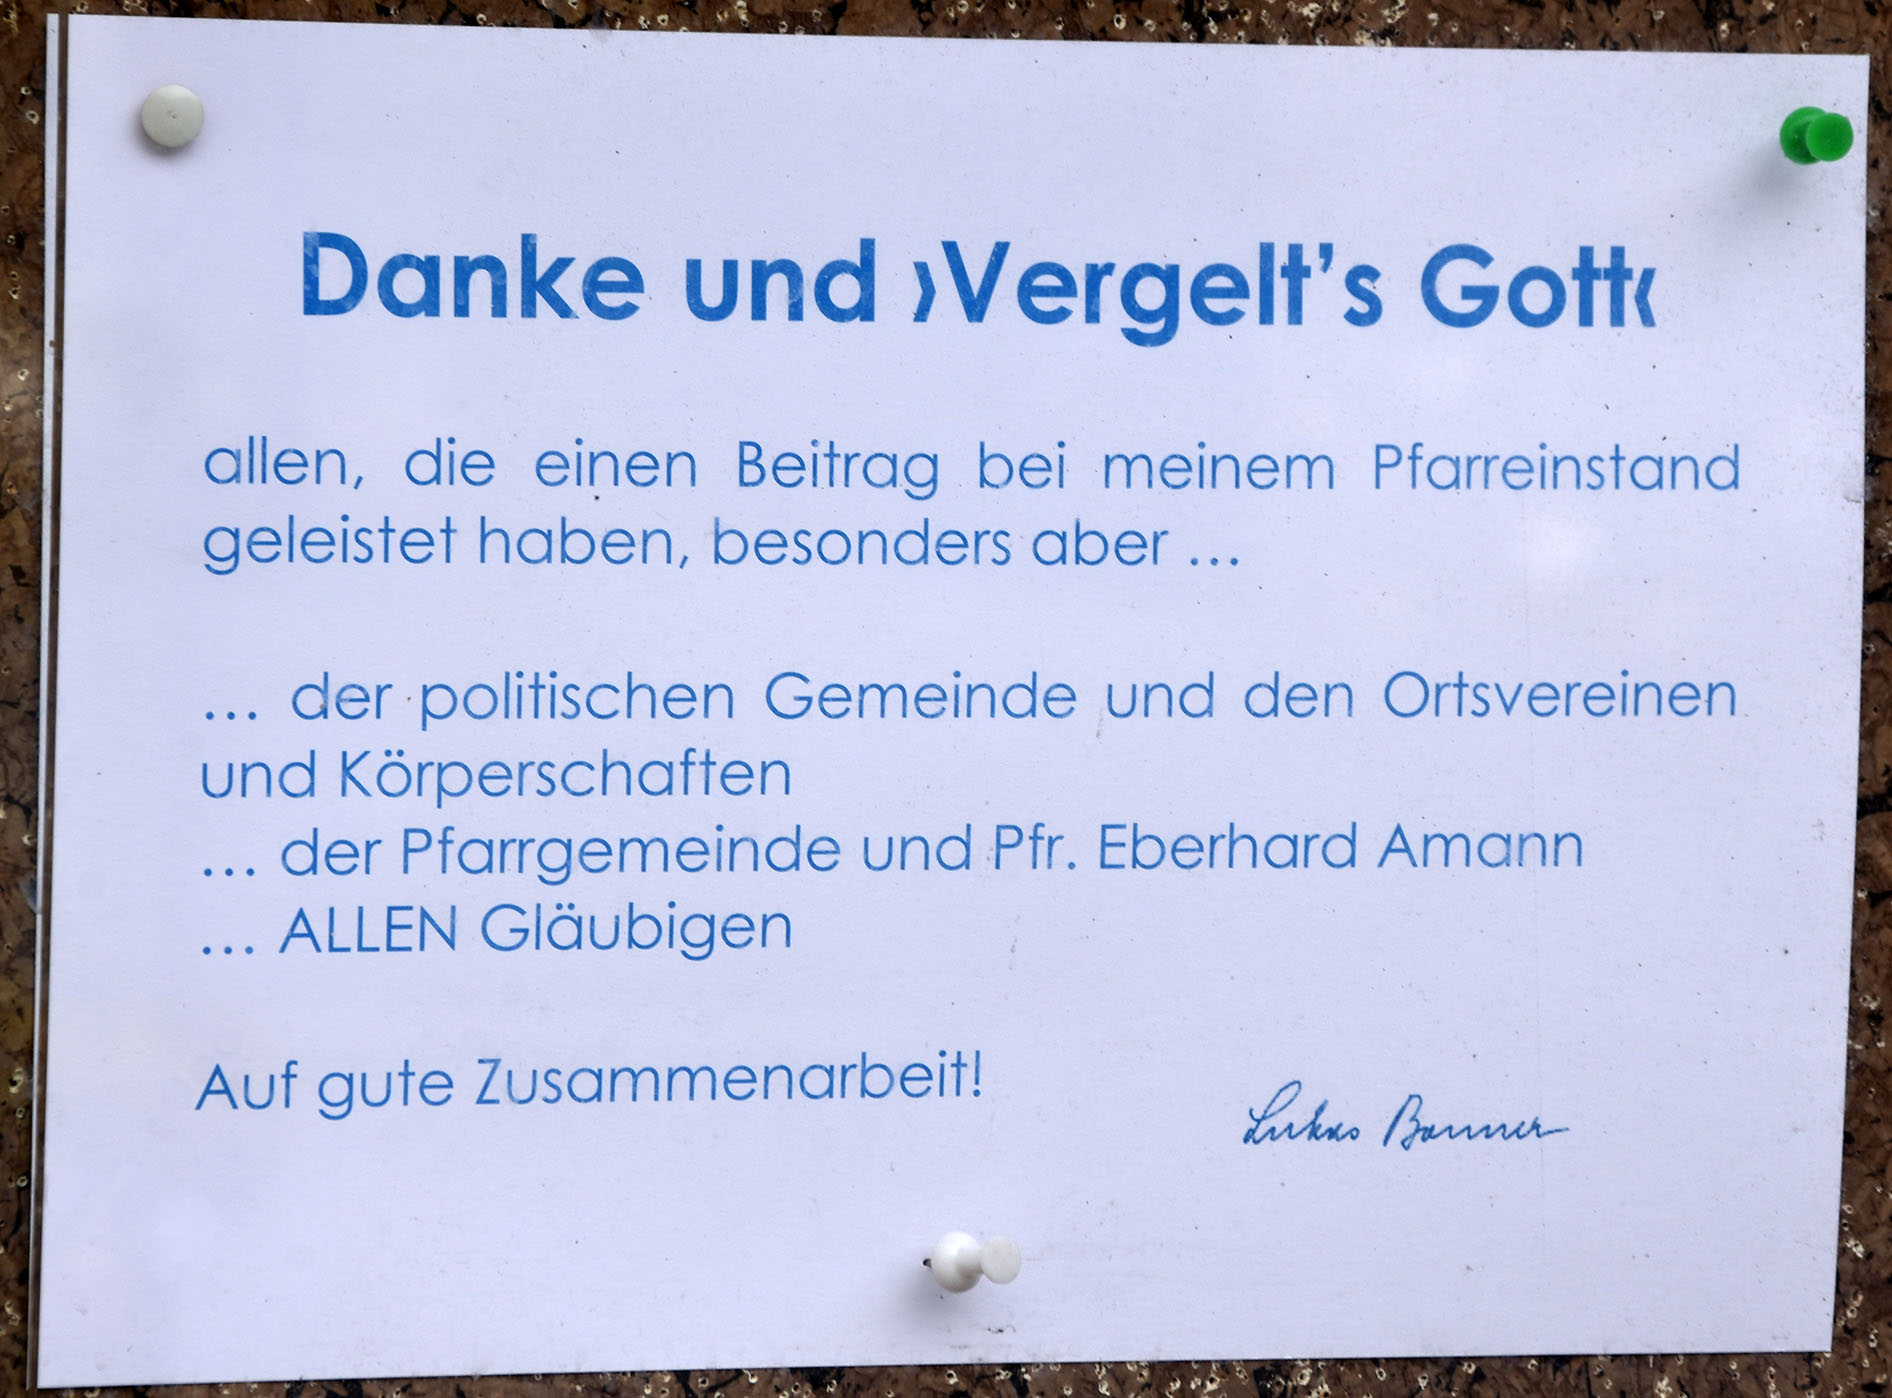 Danke und ›Vergelt’s Gott‹
allen, die einen Beitrag bei meinem Pfarreinstand
geleistet haben, besonders aber ...
... der politischen Gemeinde und den Ortsvereinen
und Körperschaften
... der Pfarrgemeinde und Pfr. Eberhard Amann
... ALLEN Gläubigen
Auf gute Zusammenarbeit!
Lukas